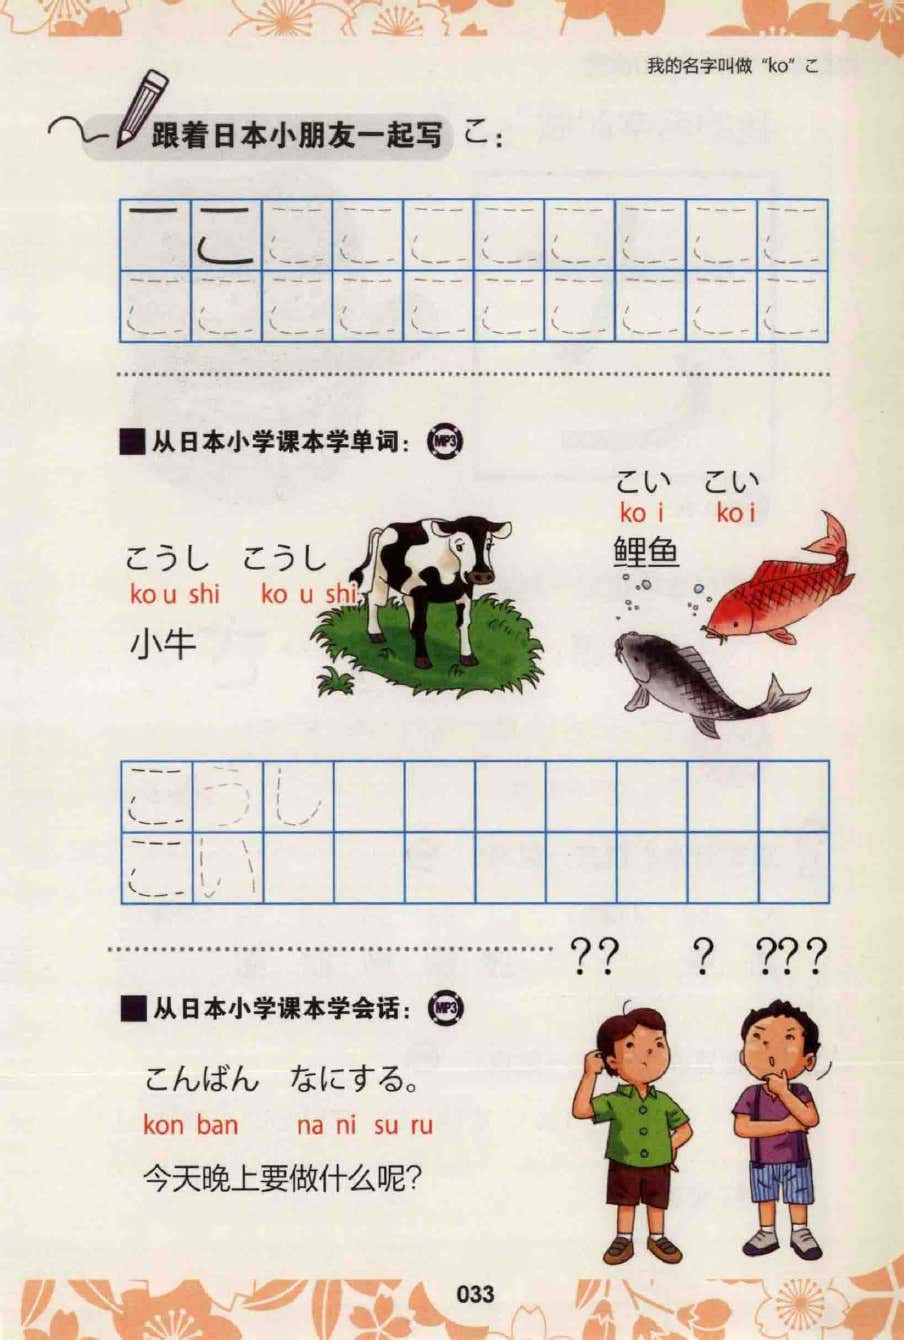 我的名字叫做“ko”こ
跟着日本小朋友一起写 こ：
一 こ こ こ こ こ こ こ こ こ
こ こ こ こ こ こ こ こ こ こ
从日本小学课本学单词： MP3
こうし こうし
ko u shi ko u shi
小牛
こい こい
ko i ko i
鲤鱼
こ う し
こ い
?? ? ???
从日本小学课本学会话： MP3
こんばん なにする。
kon ban na ni su ru
今天晚上要做什么呢?
033